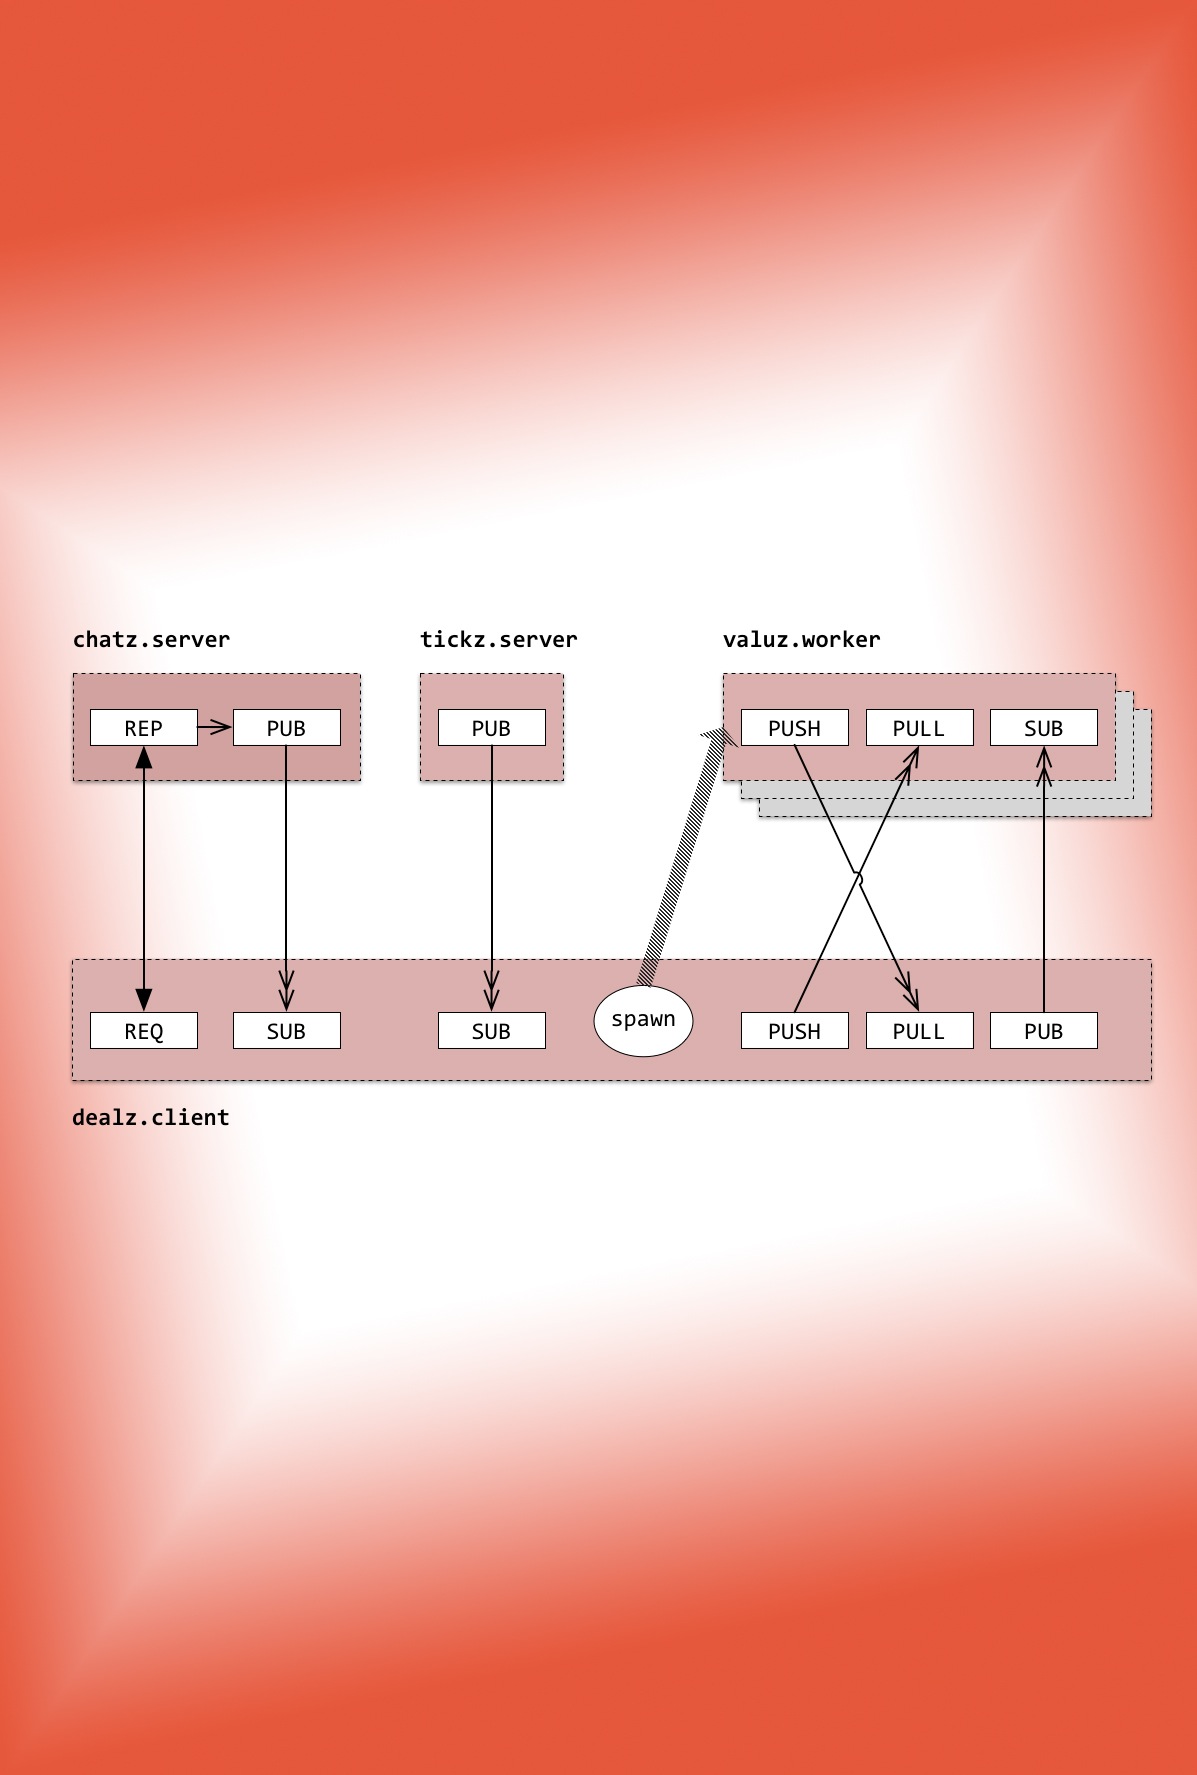 chatz.server
tickz.server
valuz.worker
REP
PUB
PUB
PUSH
PULL
SUB
REQ
SUB
SUB
spawn
PUSH
PULL
PUB
dealz.client